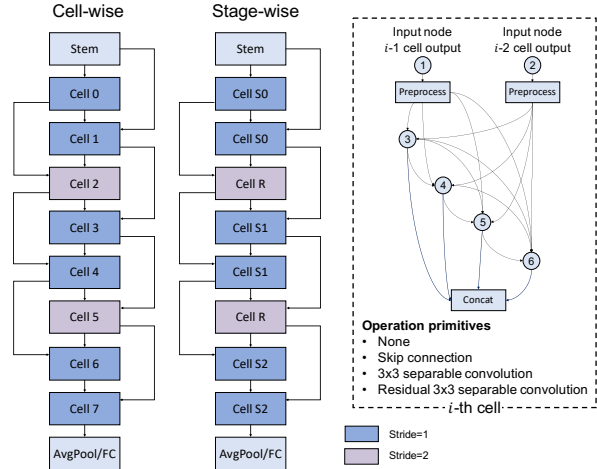 Cell-wise
Stem
Cell 0
Cell 1
Cell 2
Cell 3
Cell 4
Cell 5
Cell 6
Cell 7
AvgPool/FC
Stage-wise
Stem
Cell S0
Cell S0
Cell R
Cell S1
Cell S1
Cell R
Cell S2
Cell S2
AvgPool/FC
Input node
i-1 cell output
Input node
i-2 cell output
1
2
Preprocess
Preprocess
3
4
5
6
Concat
Operation primitives
• None
• Skip connection
• 3x3 separable convolution
• Residual 3x3 separable convolution
i-th cell
Stride=1
Stride=2